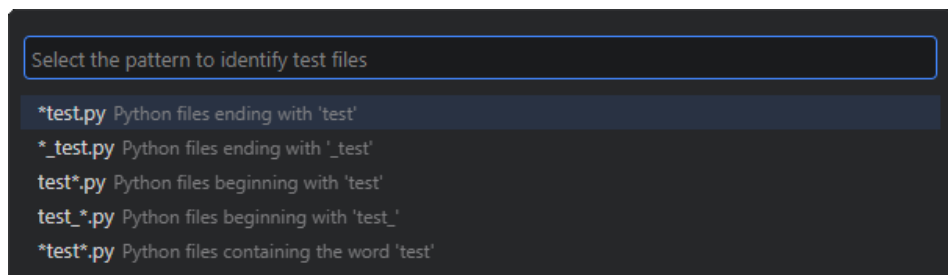 Select the pattern to identify test files
*test.py Python files ending with 'test'
*_test.py Python files ending with '_test'
test*.py Python files beginning with 'test'
test_*.py Python files beginning with 'test_'
*test*.py Python files containing the word 'test'